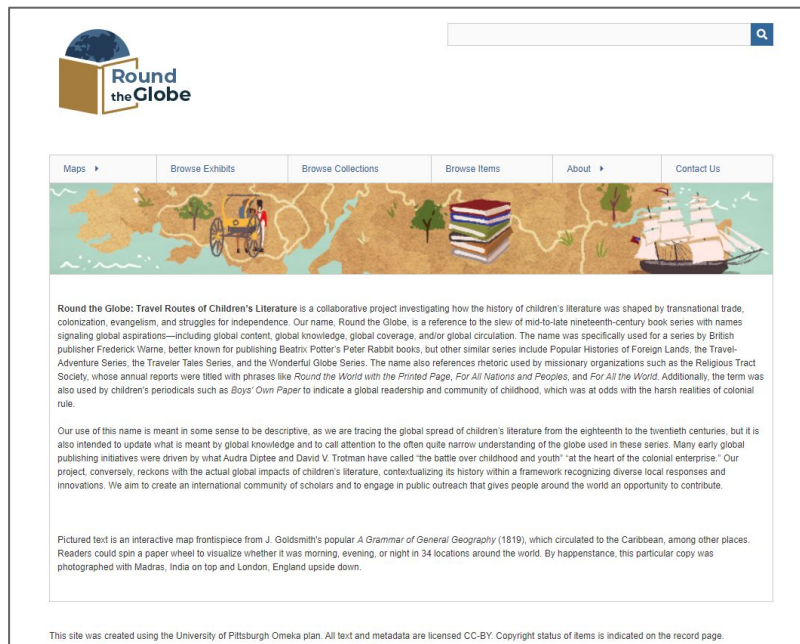 Round
the Globe
Maps
Browse Exhibits
Browse Collections
Browse Items
About
Contact Us
Round the Globe: Travel Routes of Children's Literature is a collaborative project investigating how the history of children's literature was shaped by transnational trade,
colonization, evangelism, and struggles for independence. Our name, Round the Globe, is a reference to the slew of mid-to-late nineteenth-century book series with names
signaling global aspirations—including global content, global knowledge, global coverage, and/or global circulation. The name was specifically used for a series by British
publisher Frederick Warne, better known for publishing Beatrix Potter's Peter Rabbit books, but other similar series include Popular Histories of Foreign Lands, the Travel-
Adventure Series, the Traveler Tales Series, and the Wonderful Globe Series. The name also references rhetoric used by missionary organizations such as the Religious Tract
Society, whose annual reports were titled with phrases like Round the World with the Printed Page, For All Nations and Peoples, and For All the World. Additionally, the term was
also used by children's periodicals such as Boys' Own Paper to indicate a global readership and community of childhood, which was at odds with the harsh realities of colonial
rule.
Our use of this name is meant in some sense to be descriptive, as we are tracing the global spread of children's literature from the eighteenth to the twentieth centuries, but it is
also intended to update what is meant by global knowledge and to call attention to the often quite narrow understanding of the globe used in these series. Many early global
publishing initiatives were driven by what Audra Diptee and David V. Trotman have called "the battle over childhood and youth" "at the heart of the colonial enterprise." Our
project, conversely, reckons with the actual global impacts of children's literature, contextualizing its history within a framework recognizing diverse local responses and
innovations. We aim to create an international community of scholars and to engage in public outreach that gives people around the world an opportunity to contribute.
Pictured text is an interactive map frontispiece from J. Goldsmith's popular A Grammar of General Geography (1819), which circulated to the Caribbean, among other places.
Readers could spin a paper wheel to visualize whether it was morning, evening, or night in 34 locations around the world. By happenstance, this particular copy was
photographed with Madras, India on top and London, England upside down.
This site was created using the University of Pittsburgh Omeka plan. All text and metadata are licensed CC-BY. Copyright status of items is indicated on the record page.